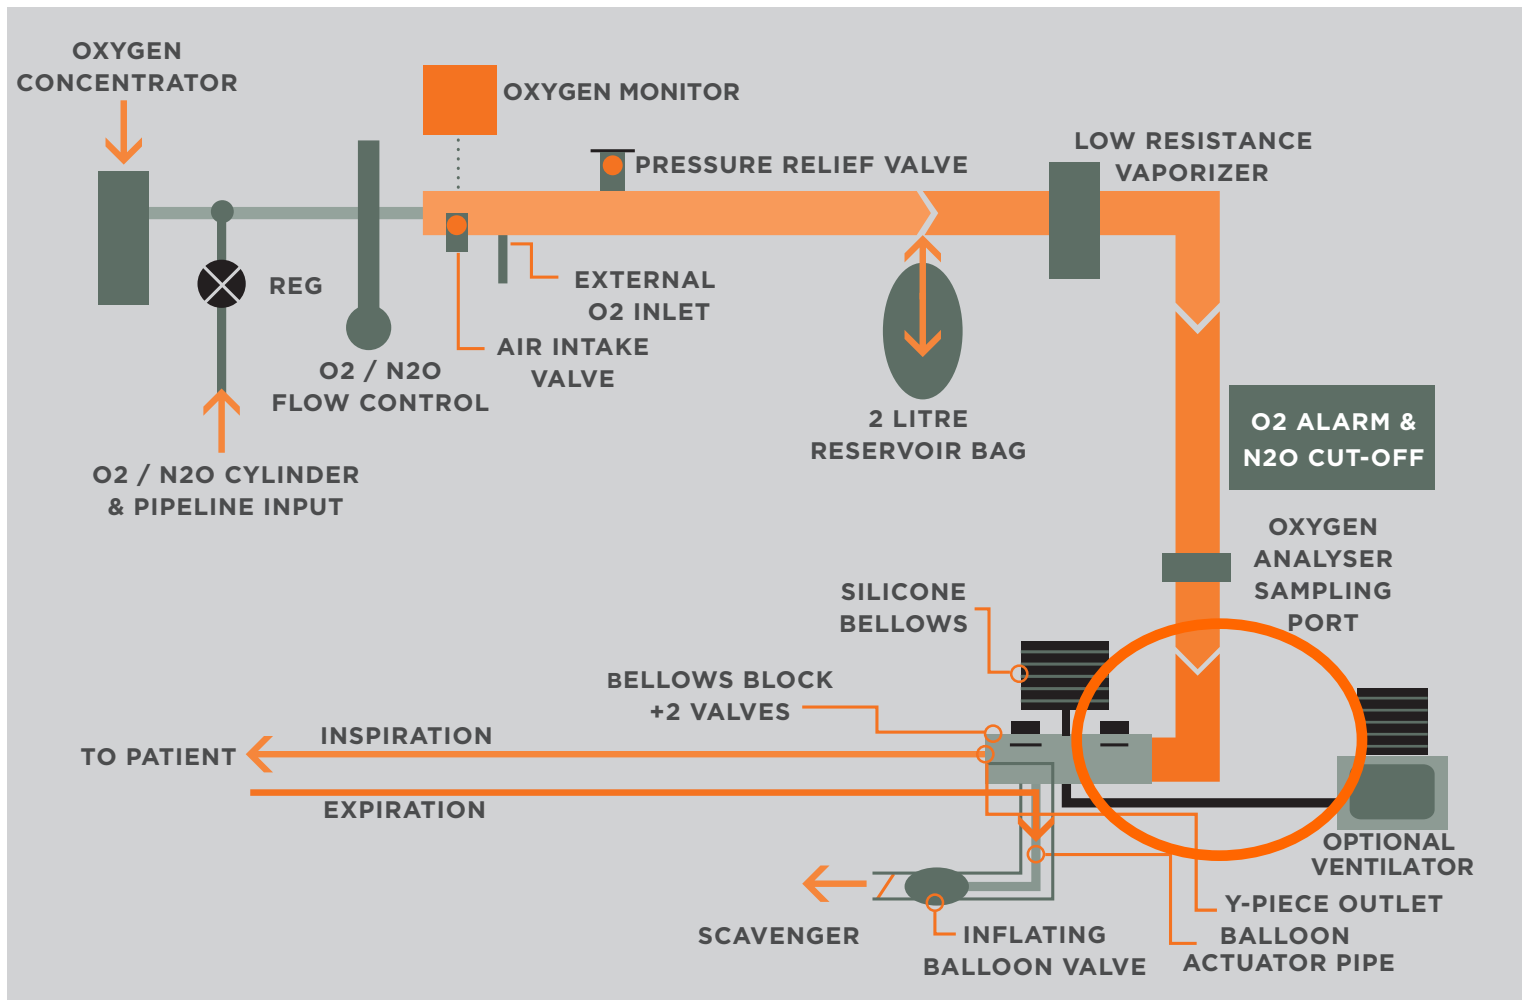 OXYGEN
CONCENTRATOR
OXYGEN MONITOR
PRESSURE RELIEF VALVE
LOW RESISTANCE
VAPORIZER
REG
EXTERNAL
O2 INLET
AIR INTAKE
VALVE
O2 / N2O
FLOW CONTROL
2 LITRE
RESERVOIR BAG
O2 ALARM &
N2O CUT-OFF
O2 / N2O CYLINDER
& PIPELINE INPUT
OXYGEN
ANALYSER
SAMPLING
PORT
SILICONE
BELLOWS
BELLOWS BLOCK
+2 VALVES
INSPIRATION
TO PATIENT
EXPIRATION
OPTIONAL
VENTILATOR
Y-PIECE OUTLET
BALLOON
ACTUATOR PIPE
SCAVENGER
INFLATING
BALLOON VALVE